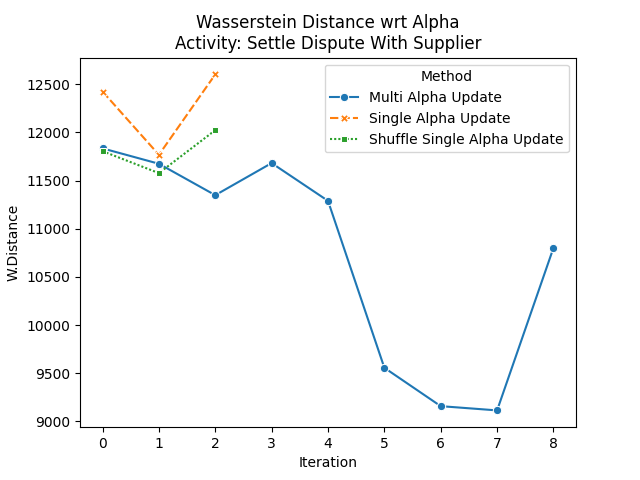 Wasserstein Distance wrt Alpha
Activity: Settle Dispute With Supplier
Method
Multi Alpha Update
Single Alpha Update
Shuffle Single Alpha Update
W.Distance
12500
12000
11500
11000
10500
10000
9500
9000
0 1 2 3 4 5 6 7 8
Iteration